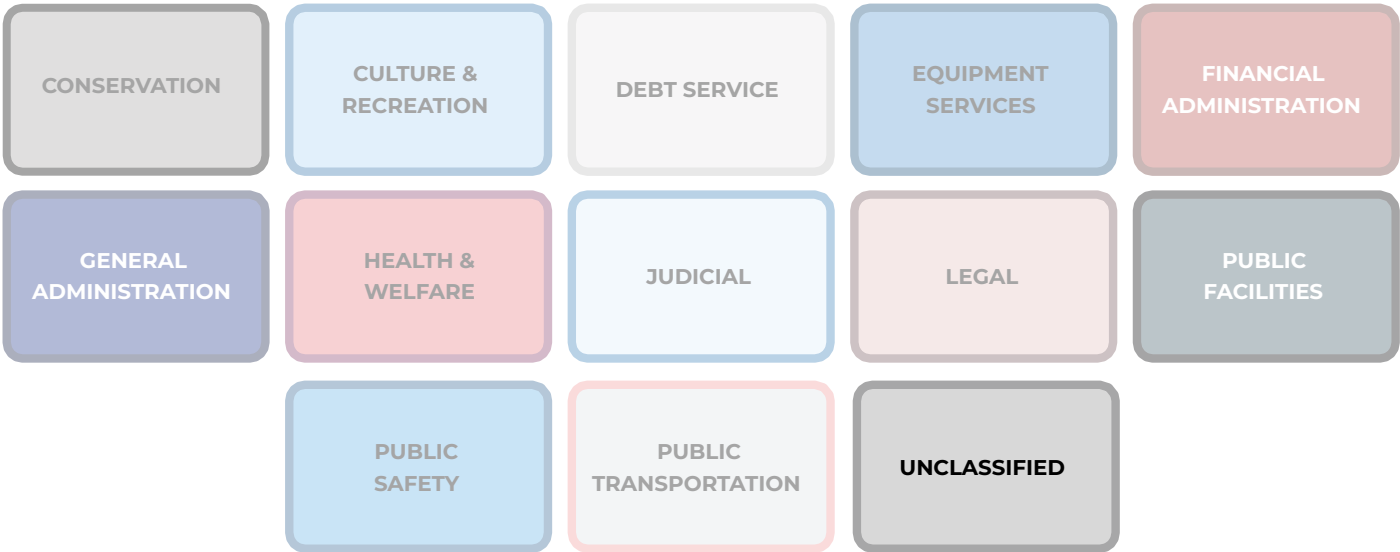 CONSERVATION
CULTURE &
RECREATION
DEBT SERVICE
EQUIPMENT
SERVICES
FINANCIAL
ADMINISTRATION
GENERAL
ADMINISTRATION
HEALTH &
WELFARE
JUDICIAL
LEGAL
PUBLIC
FACILITIES
PUBLIC
SAFETY
PUBLIC
TRANSPORTATION
UNCLASSIFIED